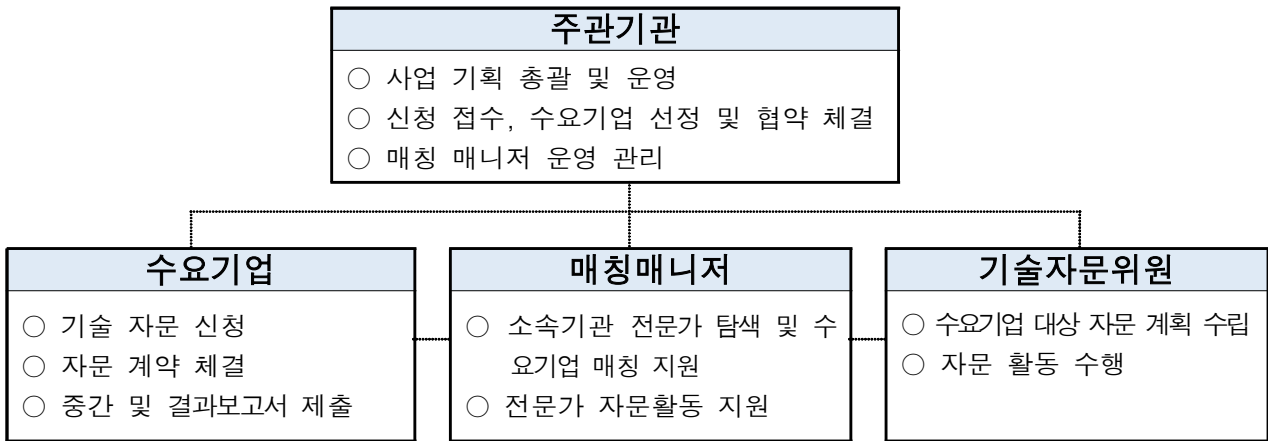 주관기관
○ 사업 기획 총괄 및 운영
○ 신청 접수, 수요기업 선정 및 협약 체결
○ 매칭 매니저 운영 관리
수요기업
○ 기술 자문 신청
○ 자문 계약 체결
○ 중간 및 결과보고서 제출
매칭매니저
○ 소속기관 전문가 탐색 및 수
요기업 매칭 지원
○ 전문가 자문활동 지원
기술자문위원
○ 수요기업 대상 자문 계획 수립
○ 자문 활동 수행